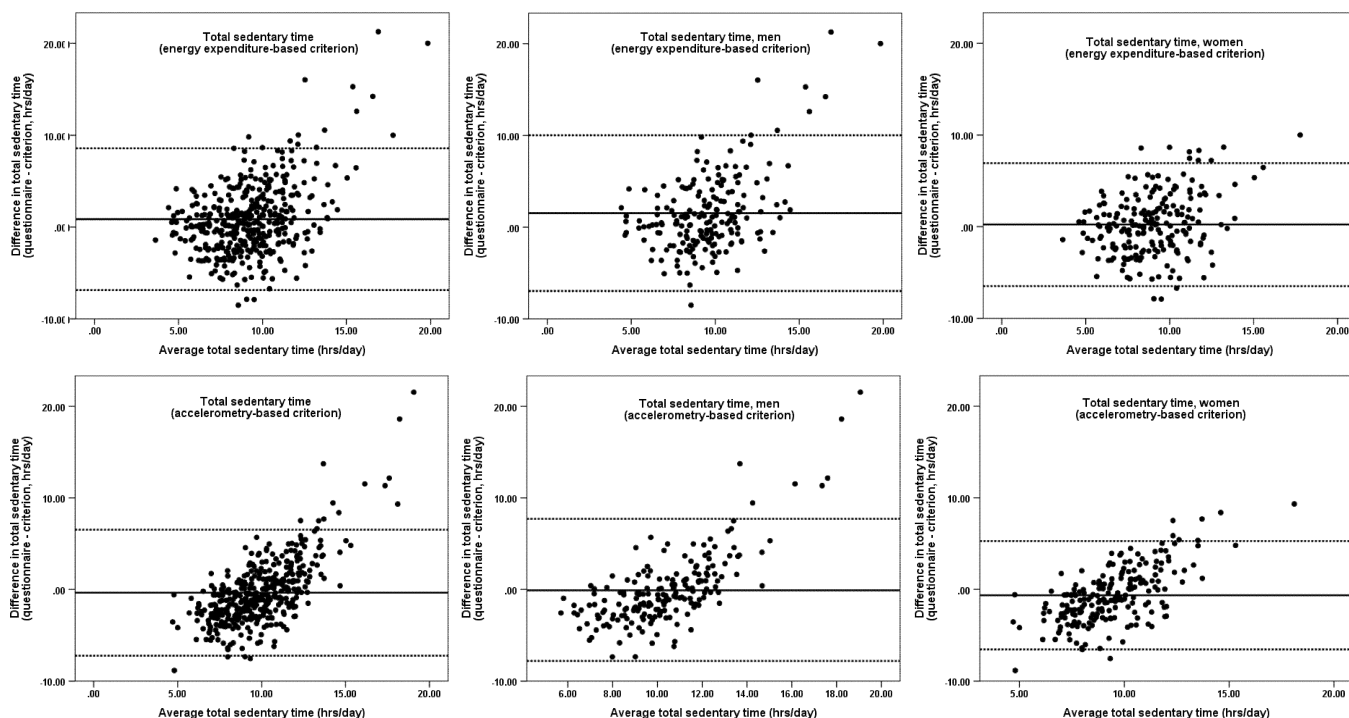 Total sedentary time
(energy expenditure-based criterion)
Difference in total sedentary time
(questionnaire - criterion, hrs/day)
20.0(
10.0(
.0(
-10.0(
.00 5.00 10.00 15.00 20.00
Average total sedentary time (hrs/day)
Total sedentary time, men
(energy expenditure-based criterion)
Difference in total sedentary time
(questionnaire - criterion, hrs/day)
20.00
10.00
.00
-10.00
.00 5.00 10.00 15.00 20.00
Average total sedentary time (hrs/day)
Total sedentary time, women
(energy expenditure-based criterion)
Difference in total sedentary time
(questionnaire - criterion, hrs/day)
20.00
10.00
.00
-10.00
.00 5.00 10.00 15.00 20.00
Average total sedentary time (hrs/day)
Total sedentary time
(accelerometry-based criterion)
Difference in total sedentary time
(questionnaire - criterion, hrs/day)
20.00
10.00
.00
-10.00
.00 5.00 10.00 15.00 20.00
Average total sedentary time (hrs/day)
Total sedentary time, men
(accelerometry-based criterion)
Difference in total sedentary time
(questionnaire - criterion, hrs/day)
20.00
10.00
.00
-10.00
6.00 8.00 10.00 12.00 14.00 16.00 18.00 20.00
Average total sedentary time (hrs/day)
Total sedentary time, women
(accelerometry-based criterion)
Difference in total sedentary time
(questionnaire - criterion, hrs/day)
20.00
10.00
.00
-10.00
5.00 10.00 15.00 20.00
Average total sedentary time (hrs/day)